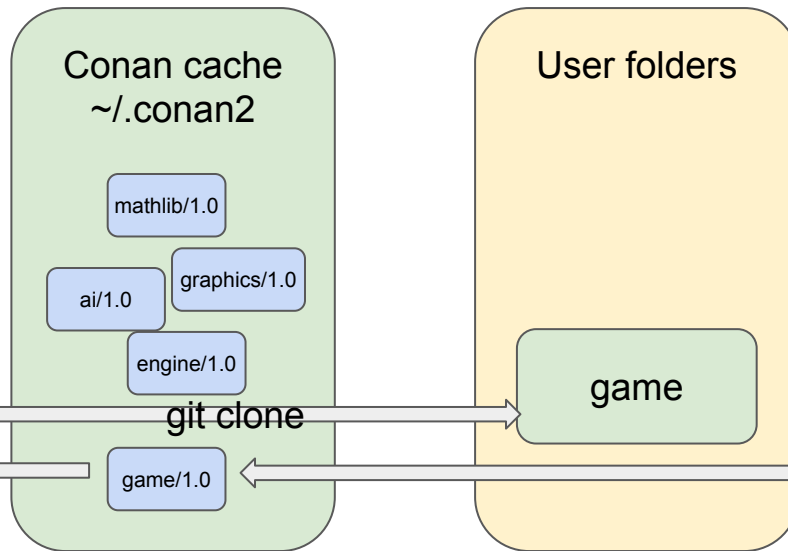 Conan cache
~/.conan2
mathlib/1.0
graphics/1.0
ai/1.0
engine/1.0
git clone
game/1.0
User folders
game